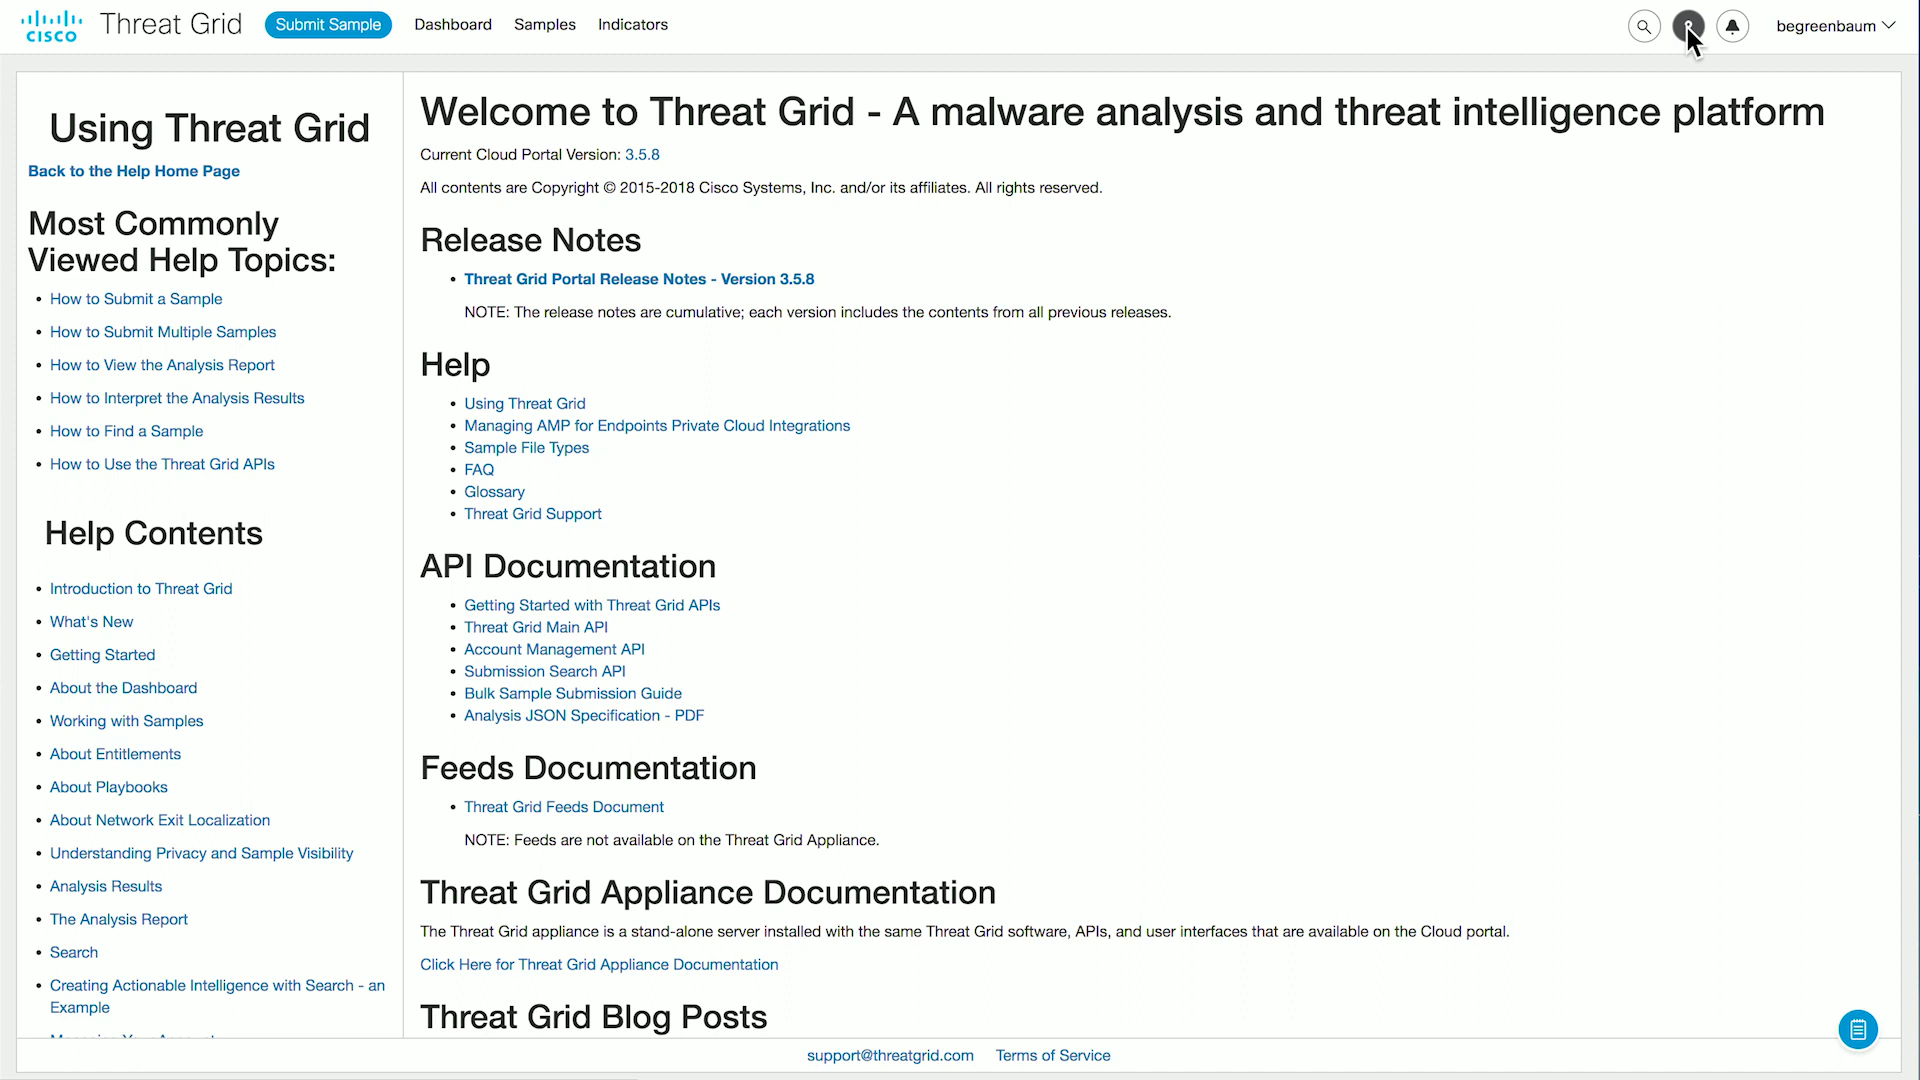 CISCO
Threat Grid
Submit Sample
Dashboard
Samples
Indicators
begreenbaum
Using Threat Grid
Back to the Help Home Page
Most Commonly
Viewed Help Topics:
• How to Submit a Sample
• How to Submit Multiple Samples
• How to View the Analysis Report
• How to Interpret the Analysis Results
• How to Find a Sample
• How to Use the Threat Grid APIs
Help Contents
• Introduction to Threat Grid
• What's New
• Getting Started
• About the Dashboard
• Working with Samples
• About Entitlements
• About Playbooks
• About Network Exit Localization
• Understanding Privacy and Sample Visibility
• Analysis Results
• The Analysis Report
• Search
• Creating Actionable Intelligence with Search - an
Example
Welcome to Threat Grid - A malware analysis and threat intelligence platform
Current Cloud Portal Version: 3.5.8
All contents are Copyright © 2015-2018 Cisco Systems, Inc. and/or its affiliates. All rights reserved.
Release Notes
• Threat Grid Portal Release Notes - Version 3.5.8
NOTE: The release notes are cumulative; each version includes the contents from all previous releases.
Help
• Using Threat Grid
• Managing AMP for Endpoints Private Cloud Integrations
• Sample File Types
• FAQ
• Glossary
• Threat Grid Support
API Documentation
• Getting Started with Threat Grid APIs
• Threat Grid Main API
• Account Management API
• Submission Search API
• Bulk Sample Submission Guide
• Analysis JSON Specification - PDF
Feeds Documentation
• Threat Grid Feeds Document
NOTE: Feeds are not available on the Threat Grid Appliance.
Threat Grid Appliance Documentation
The Threat Grid appliance is a stand-alone server installed with the same Threat Grid software, APIs, and user interfaces that are available on the Cloud portal.
Click Here for Threat Grid Appliance Documentation
Threat Grid Blog Posts
support@threatgrid.com
Terms of Service